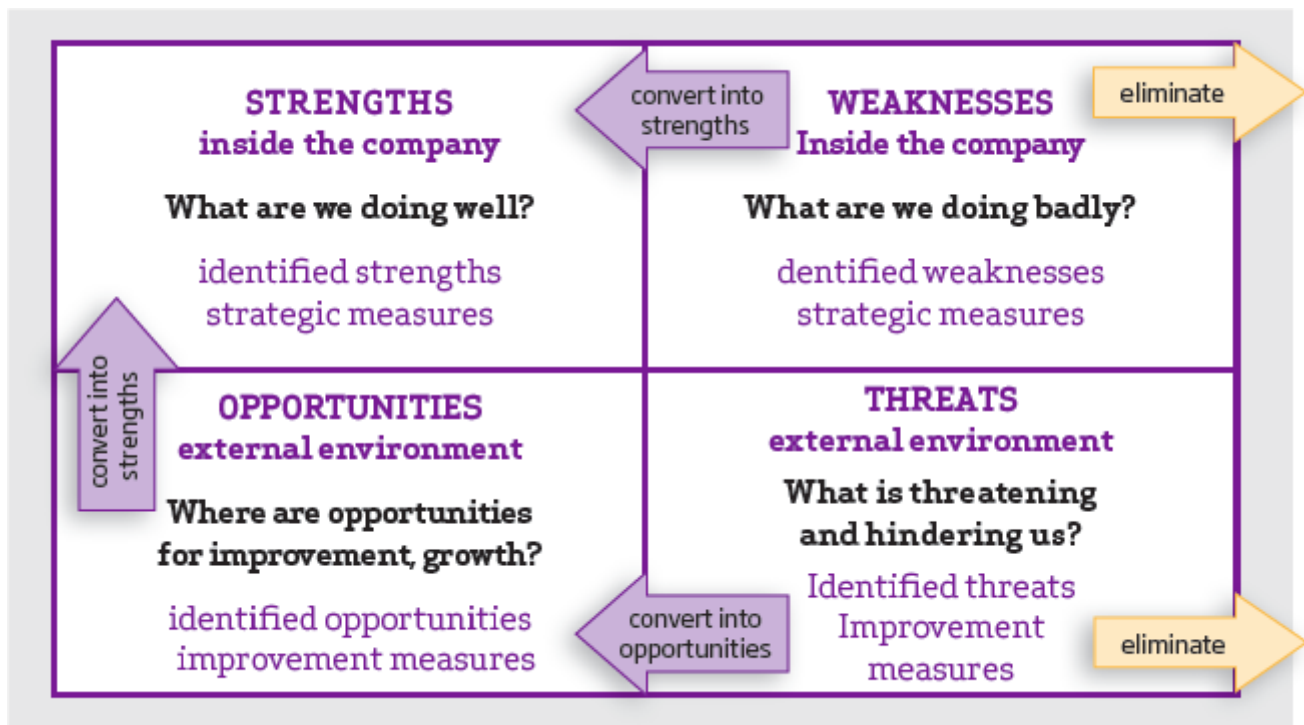 STRENGTHS
inside the company
What are we doing well?
identified strengths
strategic measures
convert into
strengths
WEAKNESSES
Inside the company
What are we doing badly?
dentified weaknesses
strategic measures
eliminate
convert into
strengths
OPPORTUNITIES
external environment
Where are opportunities
for improvement, growth?
identified opportunities
improvement measures
convert into
opportunities
THREATS
external environment
What is threatening
and hindering us?
Identified threats
Improvement
measures
eliminate